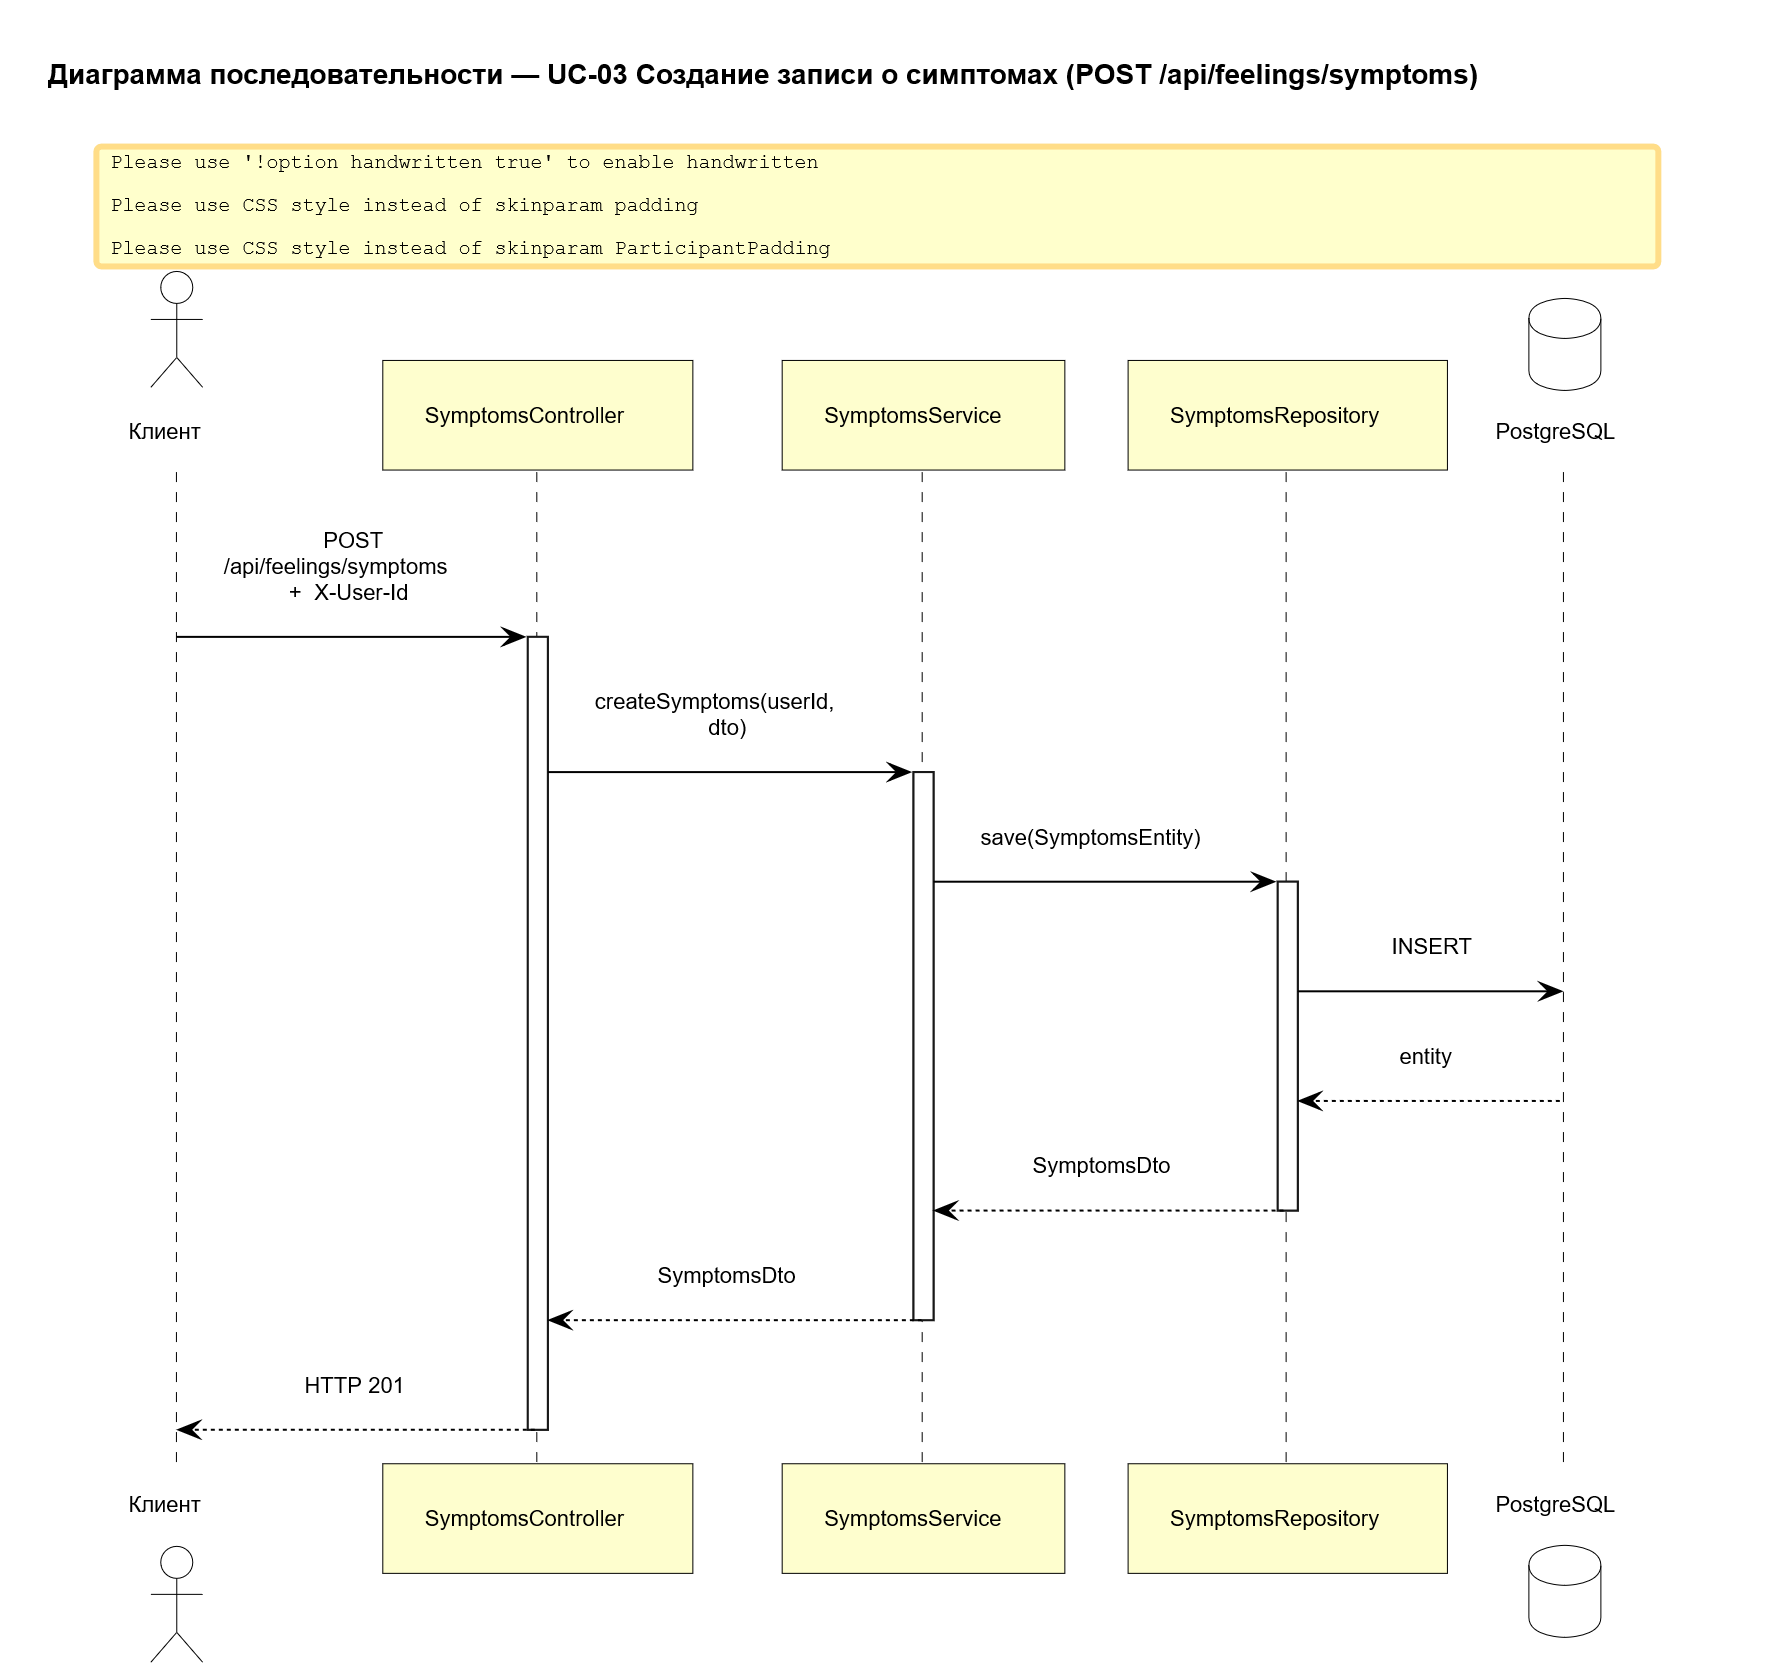 Диаграмма последовательности — UC-03 Создание записи о симптомах (POST /api/feelings/symptoms)
Please use '!option handwritten true' to enable handwritten
Please use CSS style instead of skinparam padding
Please use CSS style instead of skinparam ParticipantPadding
Клиент
SymptomsController
SymptomsService
SymptomsRepository
PostgreSQL
POST
/api/feelings/symptoms
+ X-User-Id
createSymptoms(userId,
dto)
save(SymptomsEntity)
INSERT
entity
SymptomsDto
SymptomsDto
HTTP 201
Клиент
SymptomsController
SymptomsService
SymptomsRepository
PostgreSQL